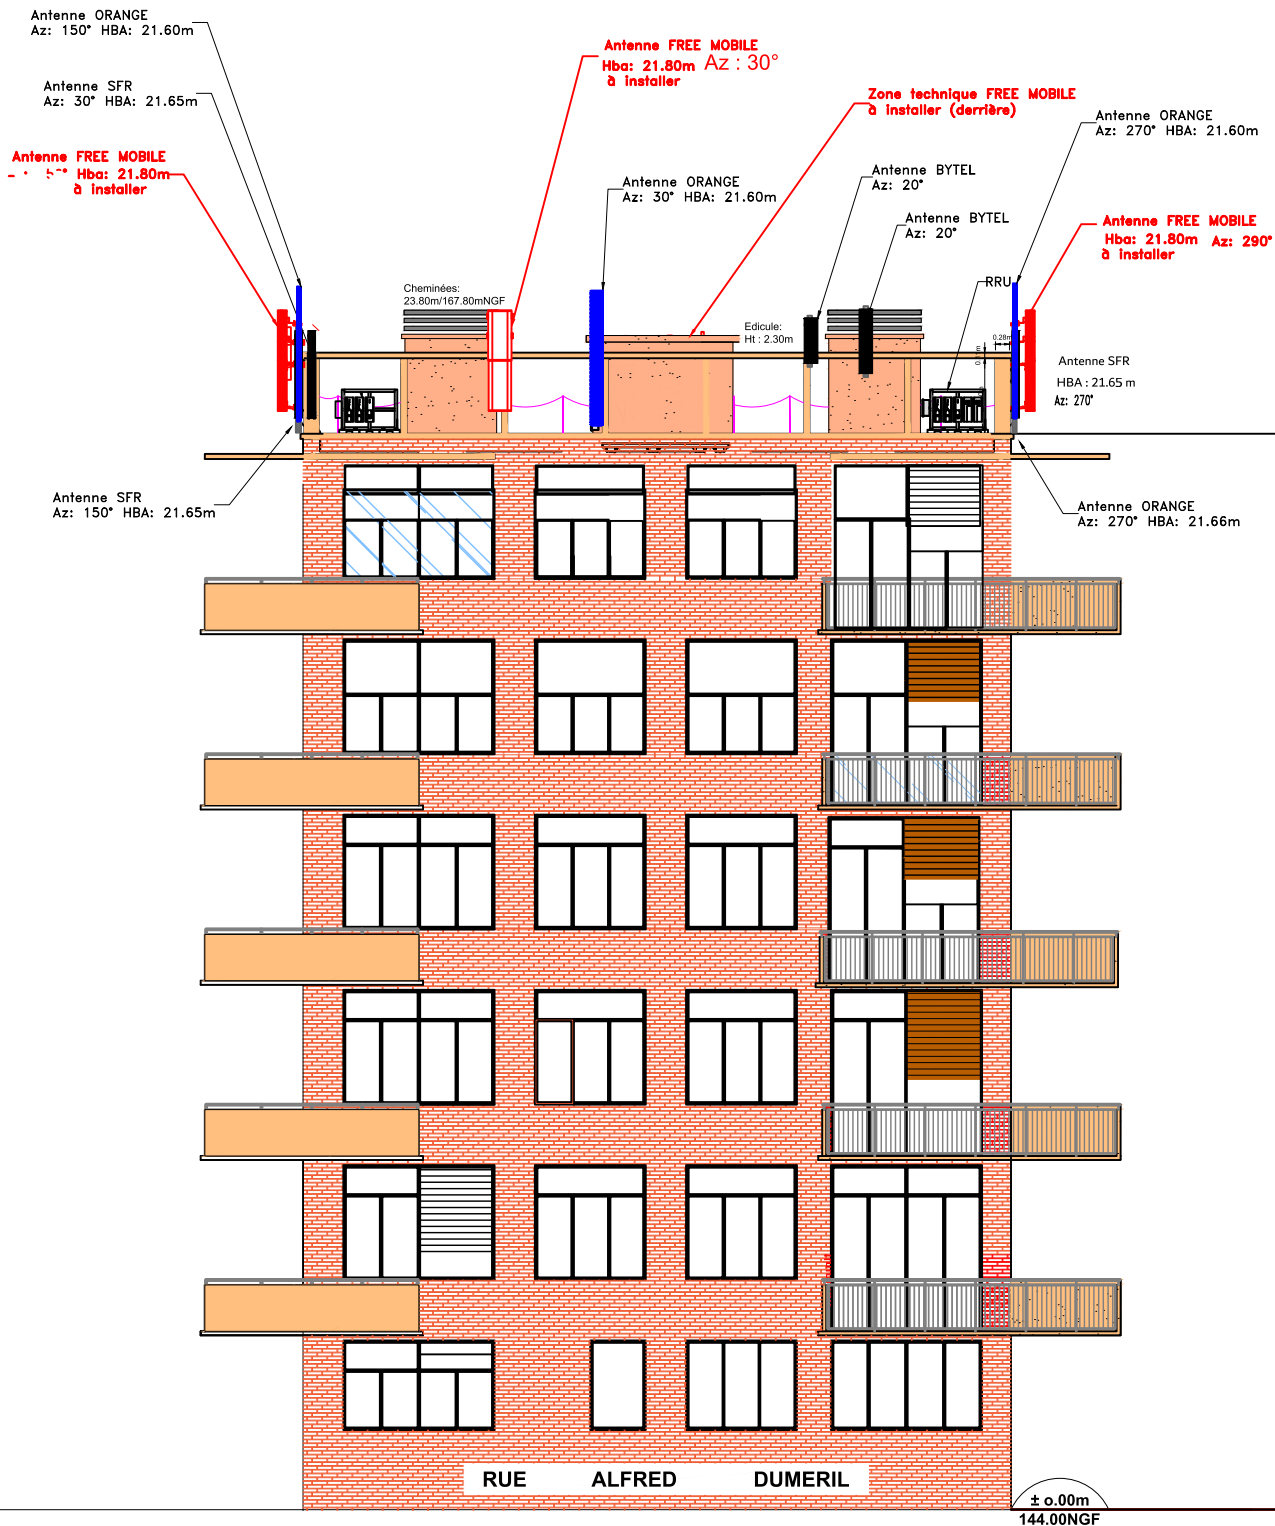 Antenne ORANGE
Az: 150° HBA: 21.60m
Antenne SFR
Az: 30° HBA: 21.65m
Antenne FREE MOBILE
Hba: 21.80m
à installer
Antenne FREE MOBILE
Hba: 21.80m Az : 30°
à installer
Zone technique FREE MOBILE
à installer (derrière)
Antenne ORANGE
Az: 270° HBA: 21.60m
Antenne ORANGE
Az: 30° HBA: 21.60m
Antenne BYTEL
Az: 20°
Antenne BYTEL
Az: 20°
Antenne FREE MOBILE
Hba: 21.80m Az: 290°
à installer
Cheminées:
23.80m/167.80mNGF
RRU
Edicule:
Ht : 2.30m
0.28m
Antenne SFR
HBA : 21.65 m
Az: 270°
Antenne SFR
Az: 150° HBA: 21.65m
Antenne ORANGE
Az: 270° HBA: 21.66m
RUE ALFRED DUMERIL
± o.00m
144.00NGF